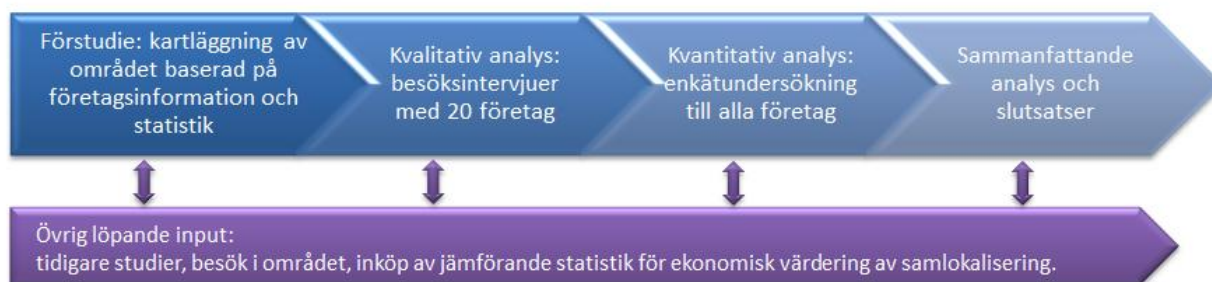 Förstudie: kartläggning av
området baserad på
företagsinformation och
statistik
Kvalitativ analys:
besöksintervjuer
med 20 företag
Kvantitativ analys:
enkätundersökning
till alla företag
Sammanfattande
analys och
slutsatser
Övrig löpande input:
tidigare studier, besök i området, inköp av jämförande statistik för ekonomisk värdering av samlokalisering.